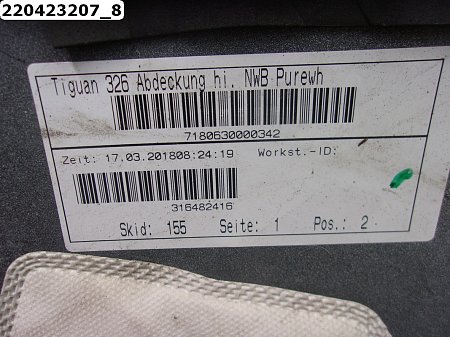 220423207_8
Tiguan 326 Abdeckung hi. NWB Purewh
7180630000342
Zeit: 17.03.201808:24:19 Workst.-ID:
316482416
Skid: 155 Seite: 1 Pos.: 2